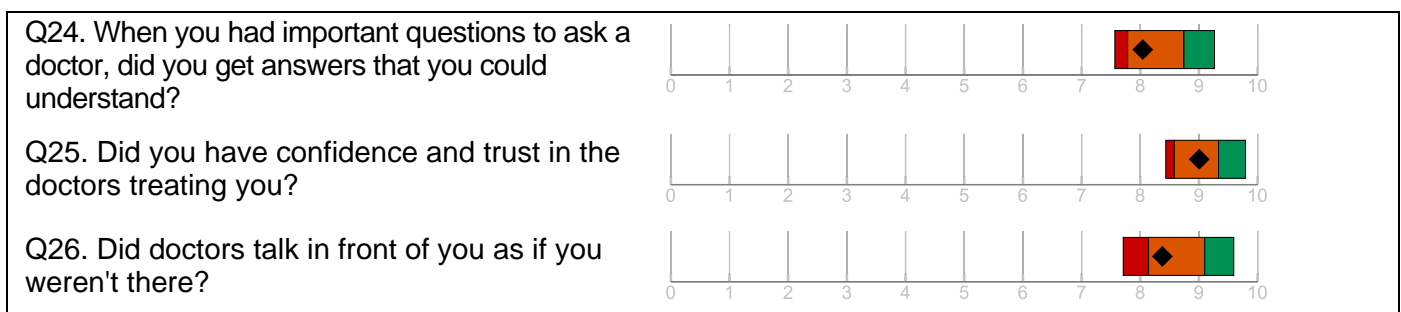 Q24. When you had important questions to ask a
doctor, did you get answers that you could
understand?
0 1 2 3 4 5 6 7 8 9 10
Q25. Did you have confidence and trust in the
doctors treating you?
0 1 2 3 4 5 6 7 8 9 10
Q26. Did doctors talk in front of you as if you
weren't there?
0 1 2 3 4 5 6 7 8 9 10